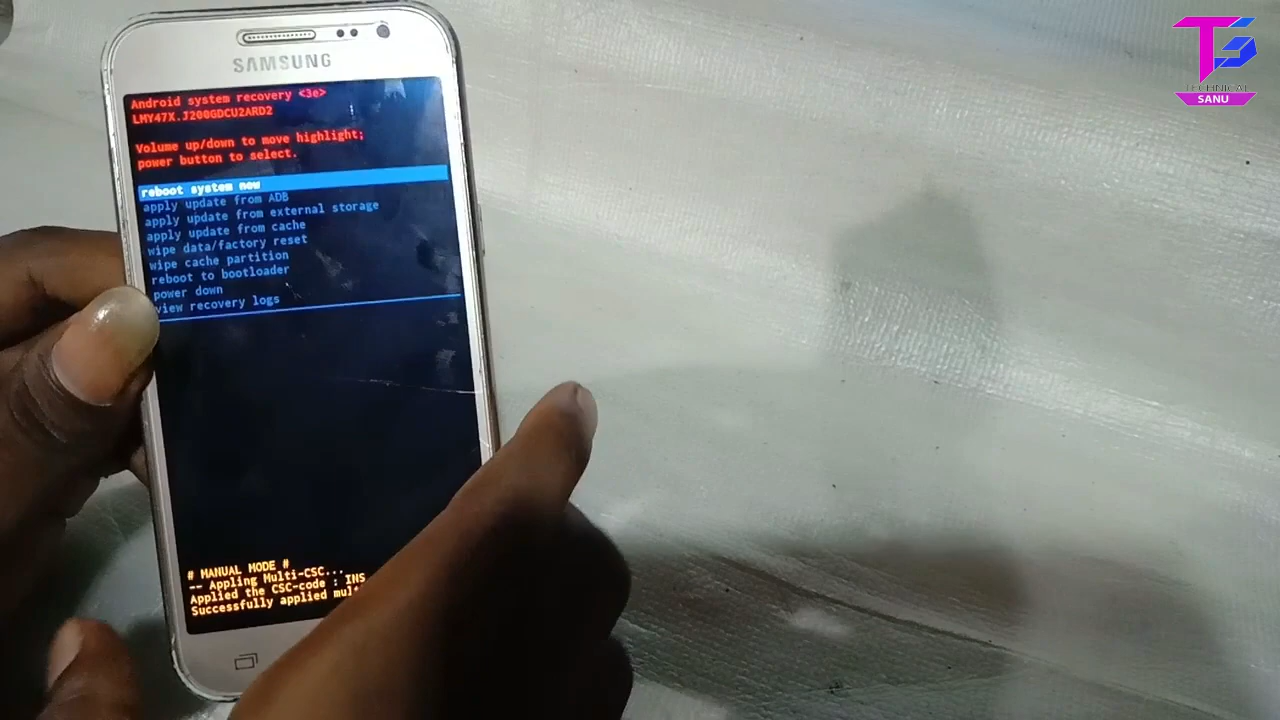 SAMSUNG
Android system recovery <3e>
LMY47X.J200GDCU2ARD2
Volume up/down to move highlight;
power button to select.
reboot system now
apply update from ADB
apply update from external storage
apply update from cache
wipe data/factory reset
wipe cache partition
reboot to bootloader
power down
view recovery logs
# MANUAL MODE #
-- Appling Multi-CSC...
Applied the CSC-code : INS
Successfully applied mult
TS
TECHNICAL
SANU